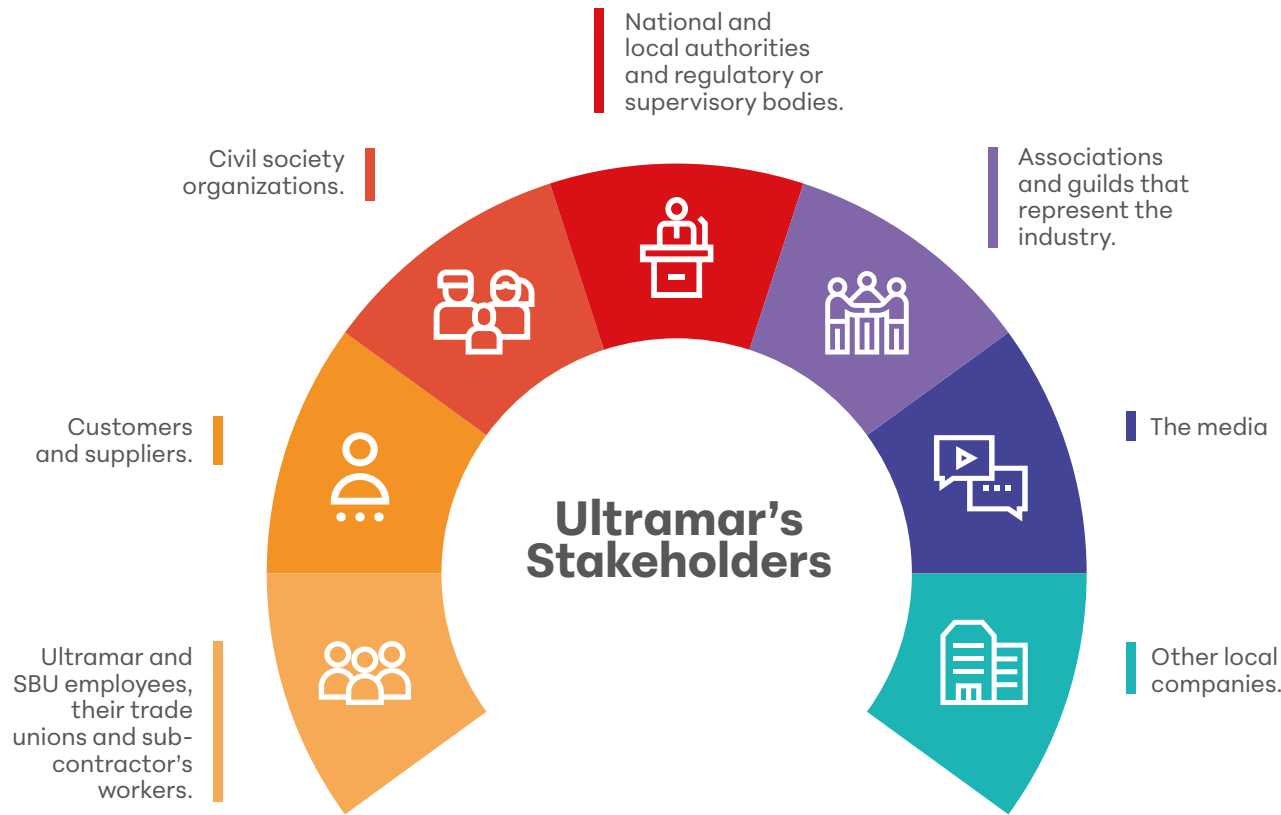 National and
local authorities
and regulatory or
supervisory bodies.
Civil society
organizations.
Associations
and guilds that
represent the
industry.
Customers
and suppliers.
The media
Ultramar’s
Stakeholders
Ultramar and
SBU employees,
their trade
unions and sub-
contractor’s
workers.
Other local
companies.